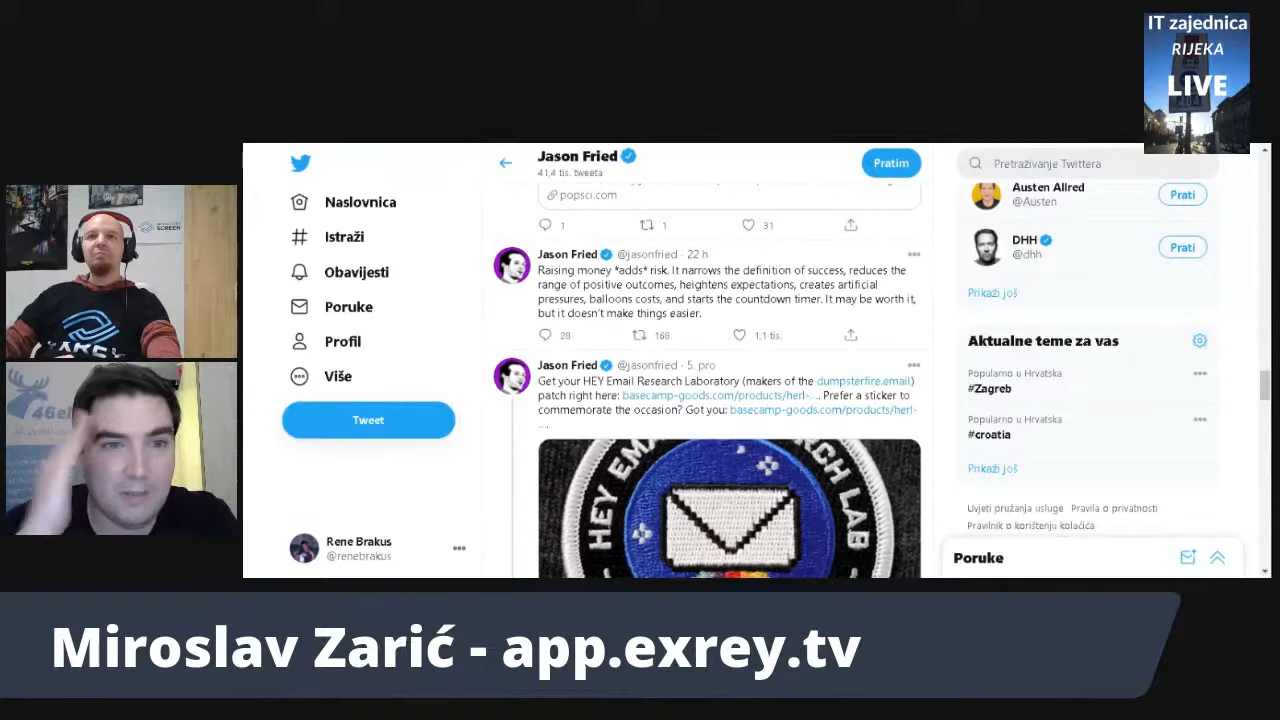 IT zajednica
RIJEKA
LIVE
SCREEN
46el
Naslovnica
Istraži
Obavijesti
Poruke
Profil
Više
Tweet
Rene Brakus
@renebrakus
Jason Fried
41,4 tis. tweeta
Pratim
popsci.com
1 1 31
Jason Fried @jasonfried · 22 h
Raising money *adds* risk. It narrows the definition of success, reduces the
range of positive outcomes, heightens expectations, creates artificial
pressures, balloons costs, and starts the countdown timer. It may be worth it,
but it doesn't make things easier.
28 168 1.1 tis.
Jason Fried @jasonfried · 5. pro
Get your HEY Email Research Laboratory (makers of the dumpsterfire.email)
patch right here: basecamp-goods.com/products/herl-.... Prefer a sticker to
commemorate the occasion? Got you: basecamp-goods.com/products/herl-
....
HEY EMA RCH LAB
Pretraživanje Twittera
Austen Allred
@Austen
Prati
DHH
@dhh
Prati
Prikaži još
Aktualne teme za vas
Popularno u Hrvatska
#Zagreb
Popularno u Hrvatska
#croatia
Prikaži još
Uvjeti pružanja usluge Pravila o privatnosti
Pravilnik o korištenju kolačića
Poruke
Miroslav Zarić - app.exrey.tv